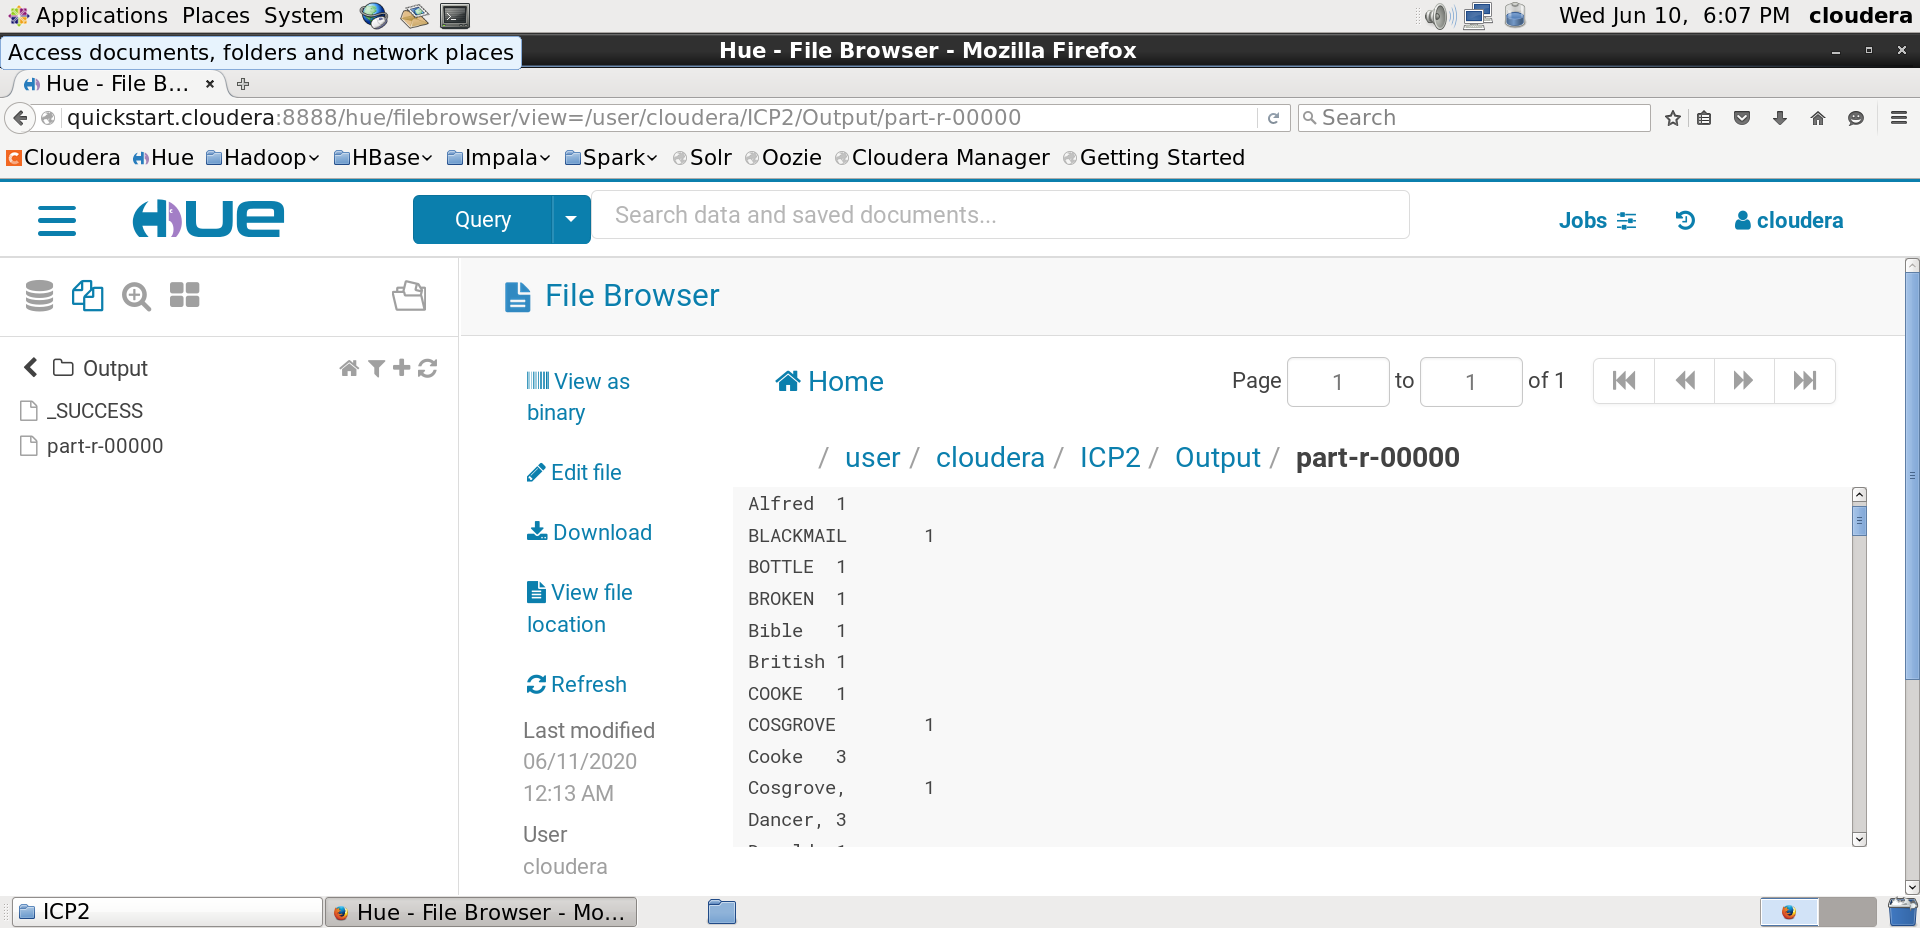 Applications Places System
Wed Jun 10, 6:07 PM cloudera
Access documents, folders and network places
Hue - File Browser - Mozilla Firefox
Hue - File B...
quickstart.cloudera:8888/hue/filebrowser/view=/user/cloudera/ICP2/Output/part-r-00000
Search
Cloudera Hue Hadoop HBase Impala Spark Solr Oozie Cloudera Manager Getting Started
HUE
Query
Search data and saved documents...
Jobs
cloudera
File Browser
Output
_SUCCESS
part-r-00000
View as
binary
Edit file
Download
View file
location
Refresh
Last modified
06/11/2020
12:13 AM
User
cloudera
Home
Page 1 to 1 of 1
/ user / cloudera / ICP2 / Output / part-r-00000
Alfred 1
BLACKMAIL 1
BOTTLE 1
BROKEN 1
Bible 1
British 1
COOKE 1
COSGROVE 1
Cooke 3
Cosgrove, 1
Dancer, 3
ICP2
Hue - File Browser - Mo...